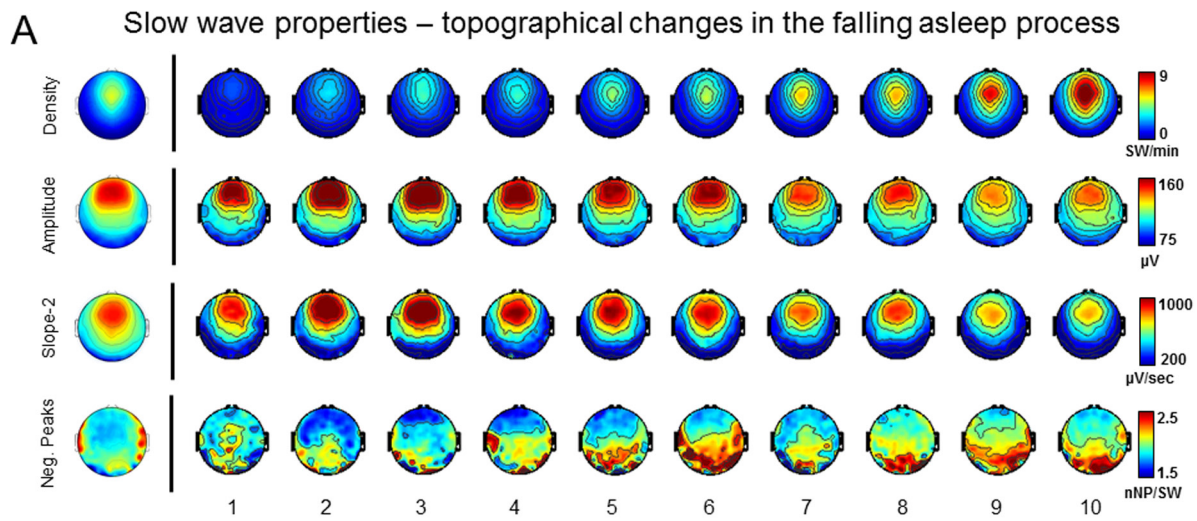 A
Slow wave properties – topographical changes in the falling asleep process
Density
9
0
SW/min
Amplitude
160
75
µV
Slope-2
1000
200
µV/sec
Neg. Peaks
2.5
1.5
nNP/SW
1 2 3 4 5 6 7 8 9 10